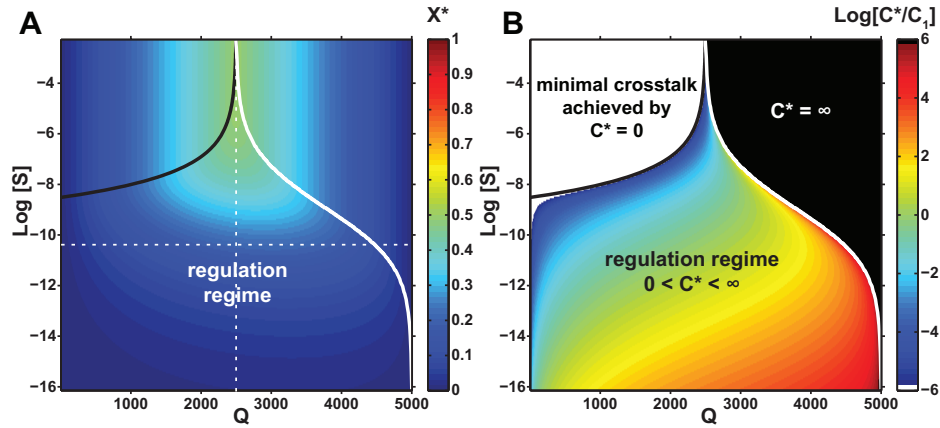 A
X*
Log [S]
−4
−6
−8
−10
−12
−14
−16
regulation
regime
1000
2000
3000
4000
5000
Q
1
0.9
0.8
0.7
0.6
0.5
0.4
0.3
0.2
0.1
0
B
Log[C*/C₁]
Log [S]
−4
−6
−8
−10
−12
−14
−16
minimal crosstalk
achieved by
C* = 0
C* = ∞
regulation regime
0 < C* < ∞
1000
2000
3000
4000
5000
Q
6
4
2
0
−2
−4
−6